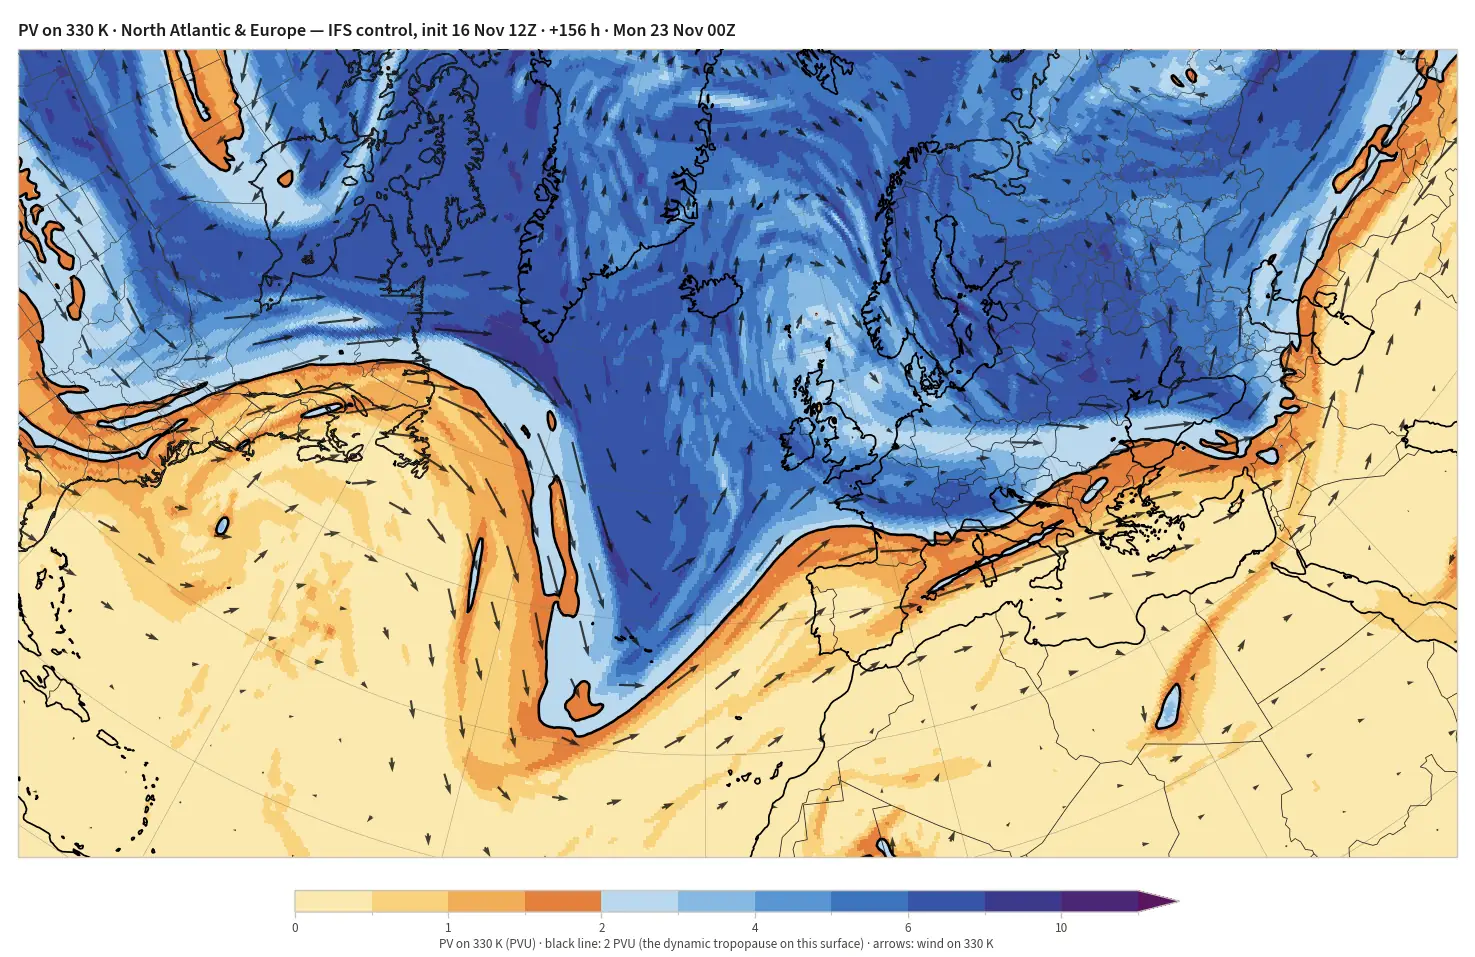 PV on 330 K · North Atlantic & Europe — IFS control, init 16 Nov 12Z · +156 h · Mon 23 Nov 00Z
0 1 2 4 6 10
PV on 330 K (PVU) · black line: 2 PVU (the dynamic tropopause on this surface) · arrows: wind on 330 K